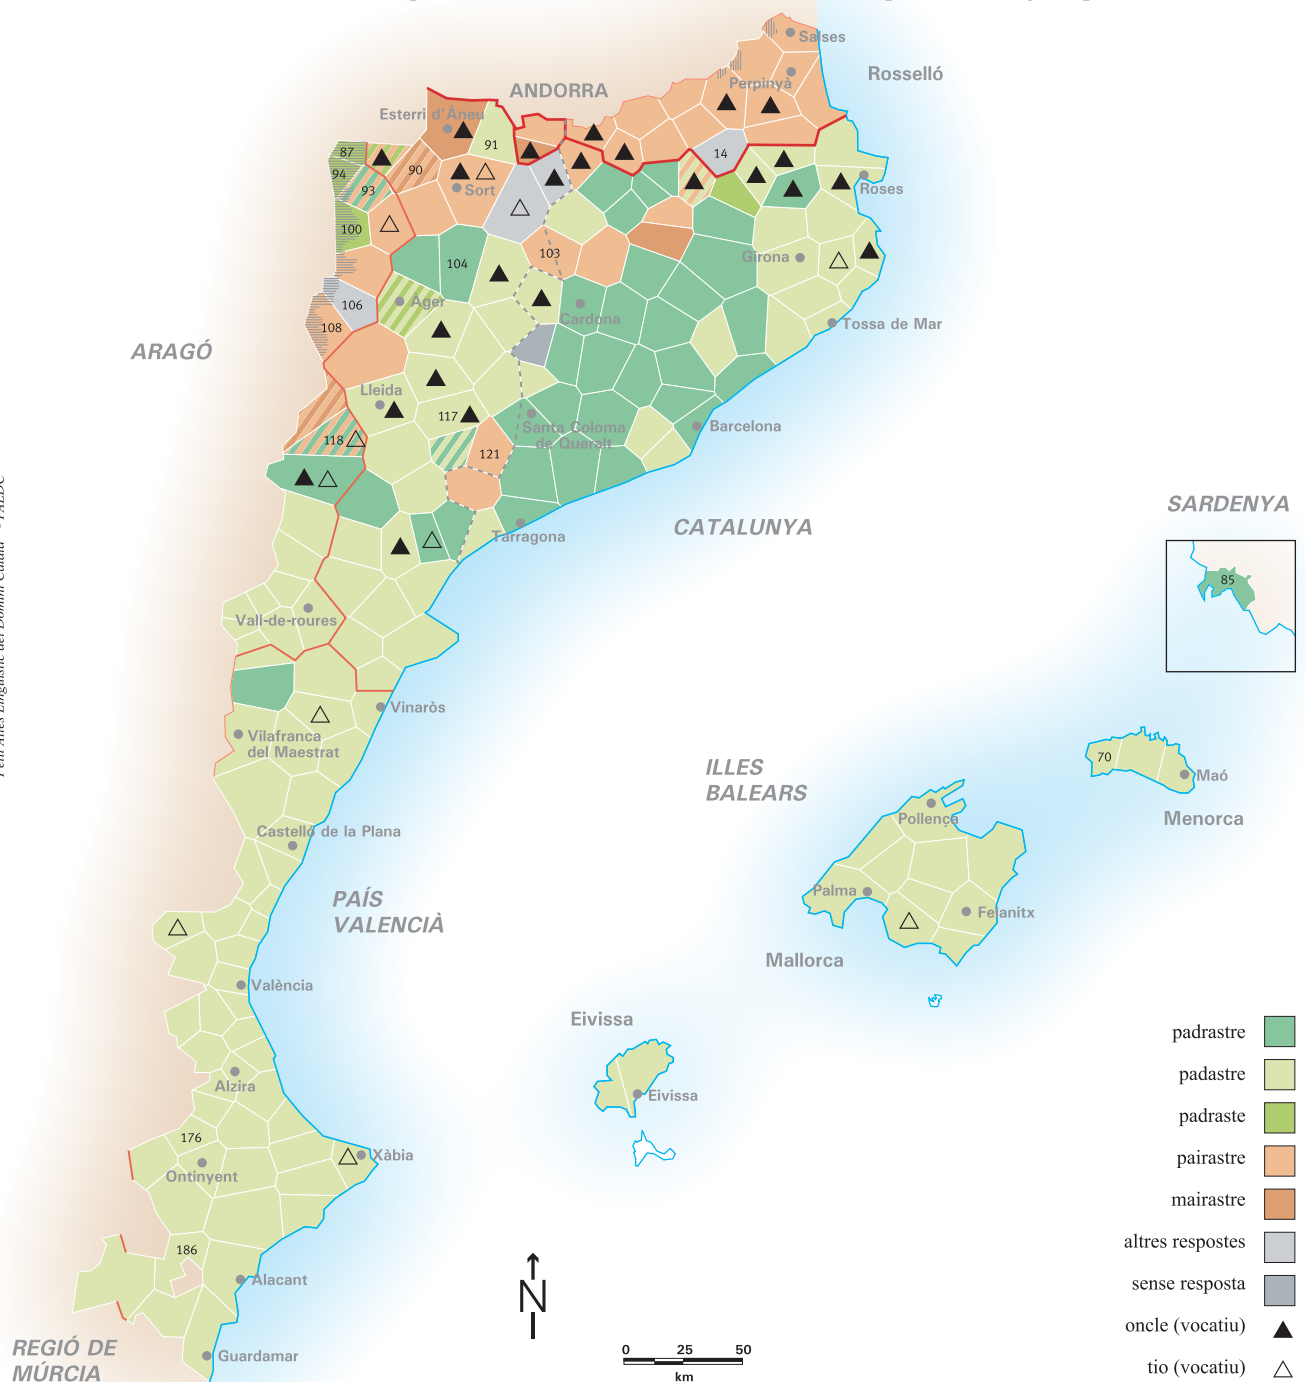 Salses
Rosselló
Perpinyà
ANDORRA
Esterri d'Àneu
91
14
87
94
93
90
Sort
Roses
100
104
103
Girona
106
Àger
Cardona
108
Tossa de Mar
ARAGÓ
Lleida
117
Santa Coloma
de Queralt
Barcelona
118
121
Tarragona
CATALUNYA
SARDENYA
85
Vall-de-roures
Vinaròs
Vilafranca
del Maestrat
ILLES
BALEARS
70
Maó
Menorca
Pollença
Castelló de la Plana
Palma
Felanitx
PAÍS
VALENCIÀ
Mallorca
València
Eivissa
Eivissa
Alzira
176
Xàbia
Ontinyent
186
Alacant
Guardamar
REGIÓ DE
MÚRCIA
N
0 25 50
km
padrastre
padastre
padraste
pairastre
mairastre
altres respostes
sense resposta
oncle (vocatiu)
tio (vocatiu)